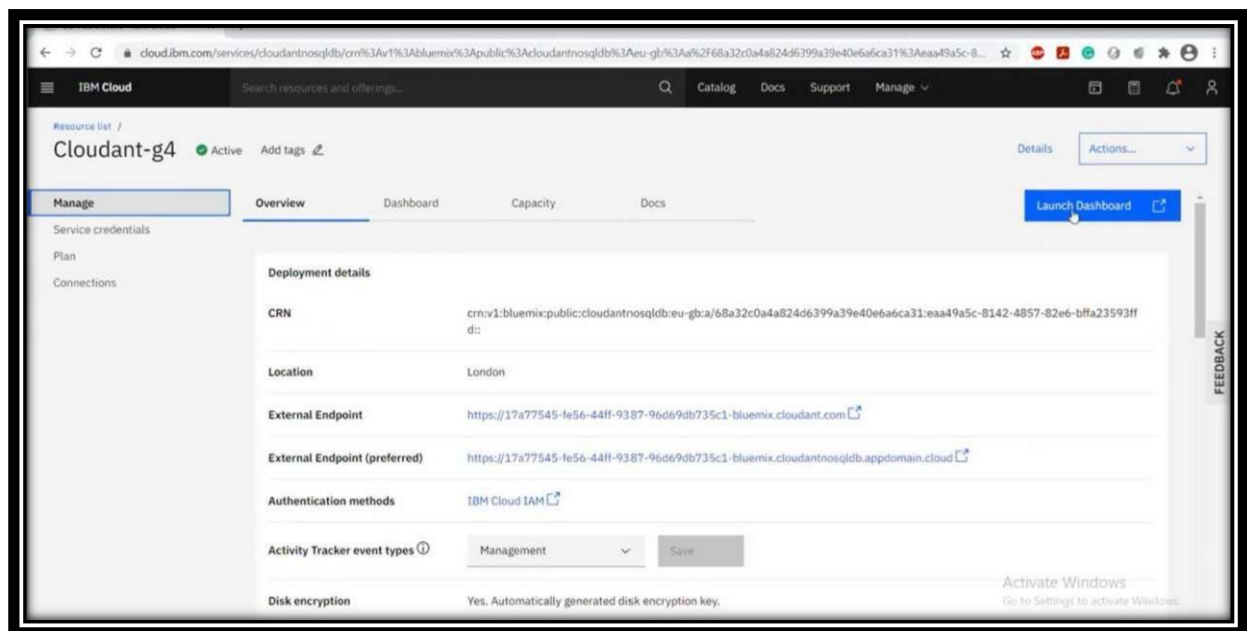 cloud.ibm.com/services/cloudantnosqldb/crn%3Av1%3Abluemix%3Apublic%3Acloudantnosqldb%3Aeu-gb%3Aa%2F68a32c0a4a824d6399a39e40e6a6ca31%3Aeaa49a5c-8...
IBM Cloud Search resources and offerings... Catalog Docs Support Manage
Resource list /
Cloudant-g4 Active Add tags Details Actions...
Manage Overview Dashboard Capacity Docs Launch Dashboard
Service credentials
Plan
Connections
Deployment details
CRN crn:v1:bluemix:public:cloudantnosqldb:eu-gb:a/68a32c0a4a824d6399a39e40e6a6ca31:eaa49a5c-8142-4857-82e6-bffa23593ff
d::
Location London
External Endpoint https://17a77545-fe56-44ff-9387-96d69db735c1-bluemix.cloudant.com
External Endpoint (preferred) https://17a77545-fe56-44ff-9387-96d69db735c1-bluemix.cloudantnosqldb.appdomain.cloud
Authentication methods IBM Cloud IAM
Activity Tracker event types Management Save
Disk encryption Yes. Automatically generated disk encryption key.
FEEDBACK
Activate Windows
Go to Settings to activate Windows.